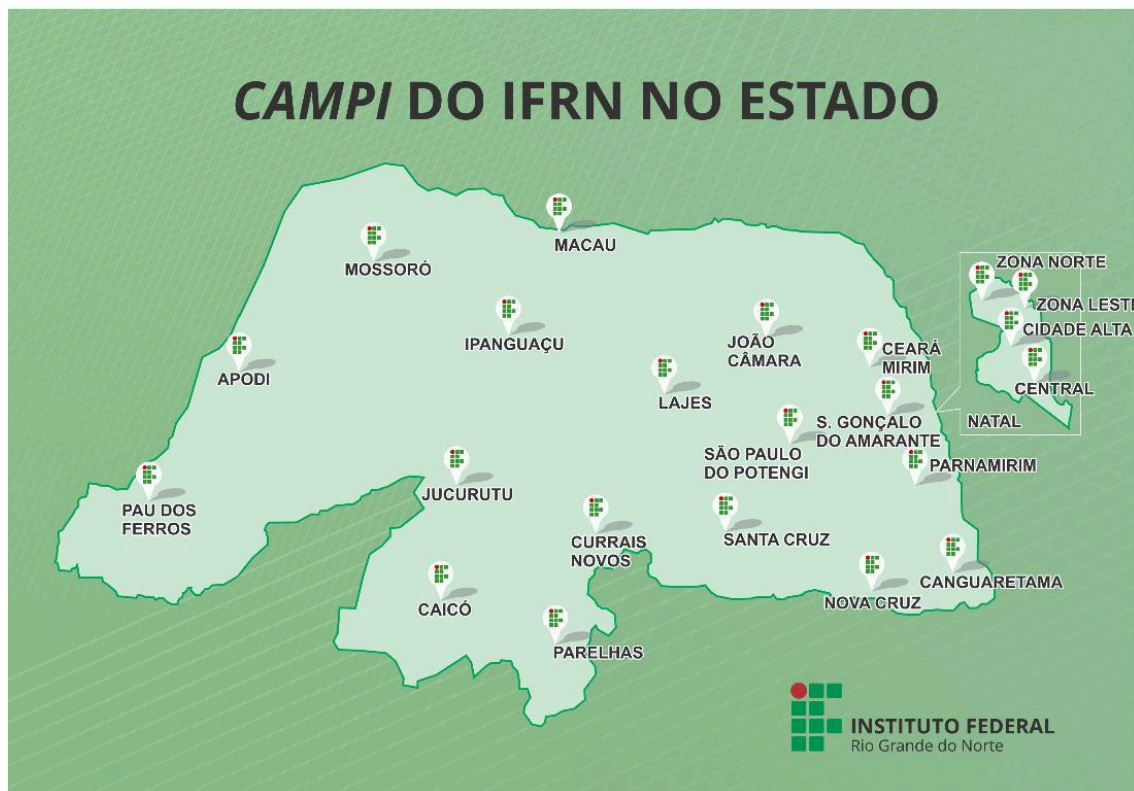 CAMPI DO IFRN NO ESTADO
MACAU
MOSSORÓ
ZONA NORTE
ZONA LESTE
CIDADE ALTA
CENTRAL
NATAL
IPANGUAÇU
JOÃO
CÂMARA
CEARÁ
MIRIM
APODI
LAJES
S. GONÇALO
DO AMARANTE
SÃO PAULO
DO POTENGI
PARNAMIRIM
JUCURUTU
PAU DOS
FERROS
CURRAIS
NOVOS
SANTA CRUZ
CANGUARETAMA
NOVA CRUZ
CAICÓ
PARELHAS
INSTITUTO FEDERAL
Rio Grande do Norte